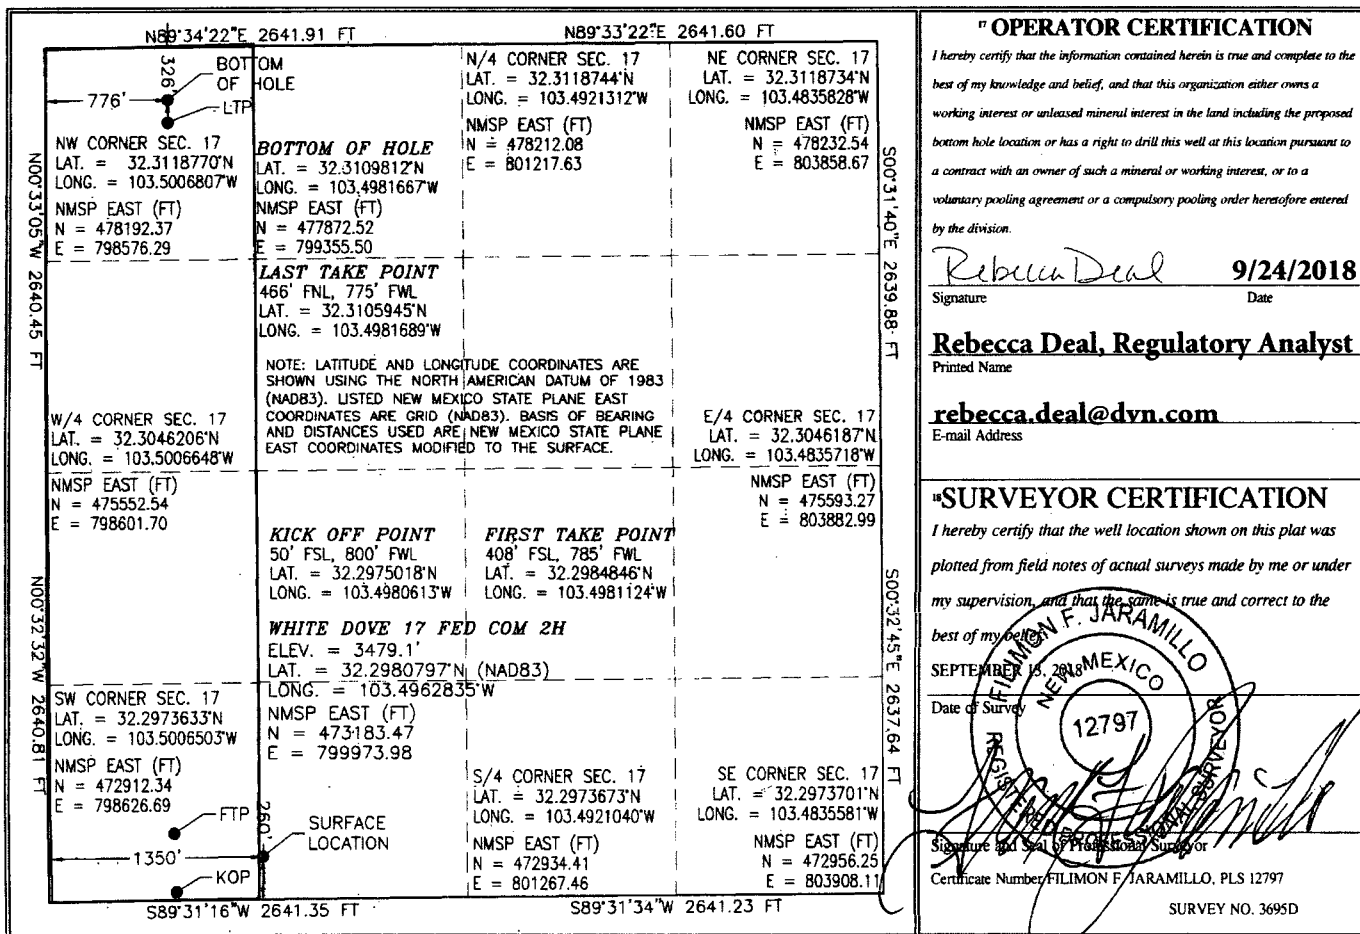 N89°34'22"E 2641.91 FT
N89°33'22"E 2641.60 FT
326'
BOTTOM
OF HOLE
776'
LTP
NW CORNER SEC. 17
LAT. = 32.3118770°N
LONG. = 103.5006807°W
NMSP EAST (FT)
N = 478192.37
E = 798576.29
BOTTOM OF HOLE
LAT. = 32.3109812°N
LONG. = 103.4981667°W
NMSP EAST (FT)
N = 477872.52
E = 799355.50
N/4 CORNER SEC. 17
LAT. = 32.3118744°N
LONG. = 103.4921312°W
NMSP EAST (FT)
N = 478212.08
E = 801217.63
NE CORNER SEC. 17
LAT. = 32.3118734°N
LONG. = 103.4835828°W
NMSP EAST (FT)
N = 478232.54
E = 803858.67
N00°33'05"W 2640.45 FT
S00°31'40"E 2639.88 FT
LAST TAKE POINT
466' FNL, 775' FWL
LAT. = 32.3105945°N
LONG. = 103.4981689°W
NOTE: LATITUDE AND LONGITUDE COORDINATES ARE
SHOWN USING THE NORTH AMERICAN DATUM OF 1983
(NAD83). LISTED NEW MEXICO STATE PLANE EAST
COORDINATES ARE GRID (NAD83). BASIS OF BEARING
AND DISTANCES USED ARE NEW MEXICO STATE PLANE
EAST COORDINATES MODIFIED TO THE SURFACE.
W/4 CORNER SEC. 17
LAT. = 32.3046206°N
LONG. = 103.5006648°W
NMSP EAST (FT)
N = 475552.54
E = 798601.70
E/4 CORNER SEC. 17
LAT. = 32.3046187°N
LONG. = 103.4835718°W
NMSP EAST (FT)
N = 475593.27
E = 803882.99
KICK OFF POINT
50' FSL, 800' FWL
LAT. = 32.2975018°N
LONG. = 103.4980613°W
FIRST TAKE POINT
408' FSL, 785' FWL
LAT. = 32.2984846°N
LONG. = 103.4981124°W
WHITE DOVE 17 FED COM 2H
ELEV. = 3479.1'
LAT. = 32.2980797°N (NAD83)
LONG. = 103.4962835°W
NMSP EAST (FT)
N = 473183.47
E = 799973.98
N00°32'32"W 2640.81 FT
S00°32'45"E 2637.64 FT
SW CORNER SEC. 17
LAT. = 32.2973633°N
LONG. = 103.5006503°W
NMSP EAST (FT)
N = 472912.34
E = 798626.69
S/4 CORNER SEC. 17
LAT. = 32.2973673°N
LONG. = 103.4921040°W
NMSP EAST (FT)
N = 472934.41
E = 801267.46
SE CORNER SEC. 17
LAT. = 32.2973701°N
LONG. = 103.4835581°W
NMSP EAST (FT)
N = 472956.25
E = 803908.11
FTP
260'
SURFACE
LOCATION
1350'
KOP
S89°31'16"W 2641.35 FT
S89°31'34"W 2641.23 FT
17 OPERATOR CERTIFICATION
I hereby certify that the information contained herein is true and complete to the
best of my knowledge and belief, and that this organization either owns a
working interest or unleased mineral interest in the land including the proposed
bottom hole location or has a right to drill this well at this location pursuant to
a contract with an owner of such a mineral or working interest, or to a
voluntary pooling agreement or a compulsory pooling order heretofore entered
by the division.
Rebecca Deal 9/24/2018
Signature Date
Rebecca Deal, Regulatory Analyst
Printed Name
rebecca.deal@dvn.com
E-mail Address
18 SURVEYOR CERTIFICATION
I hereby certify that the well location shown on this plat was
plotted from field notes of actual surveys made by me or under
my supervision, and that the same is true and correct to the
best of my belief.
SEPTEMBER 13, 2018
Date of Survey
FILIMON F. JARAMILLO
NEW MEXICO
12797
REGISTERED PROFESSIONAL SURVEYOR
Signature and Seal of Professional Surveyor
Certificate Number FILIMON F. JARAMILLO, PLS 12797
SURVEY NO. 3695D